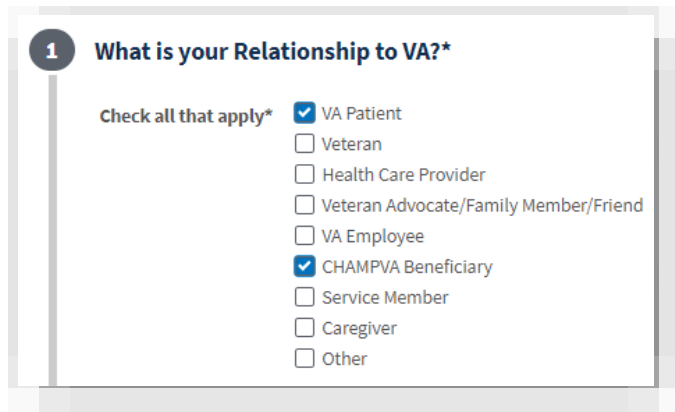 1 What is your Relationship to VA?*
Check all that apply* VA Patient
Veteran
Health Care Provider
Veteran Advocate/Family Member/Friend
VA Employee
CHAMPVA Beneficiary
Service Member
Caregiver
Other